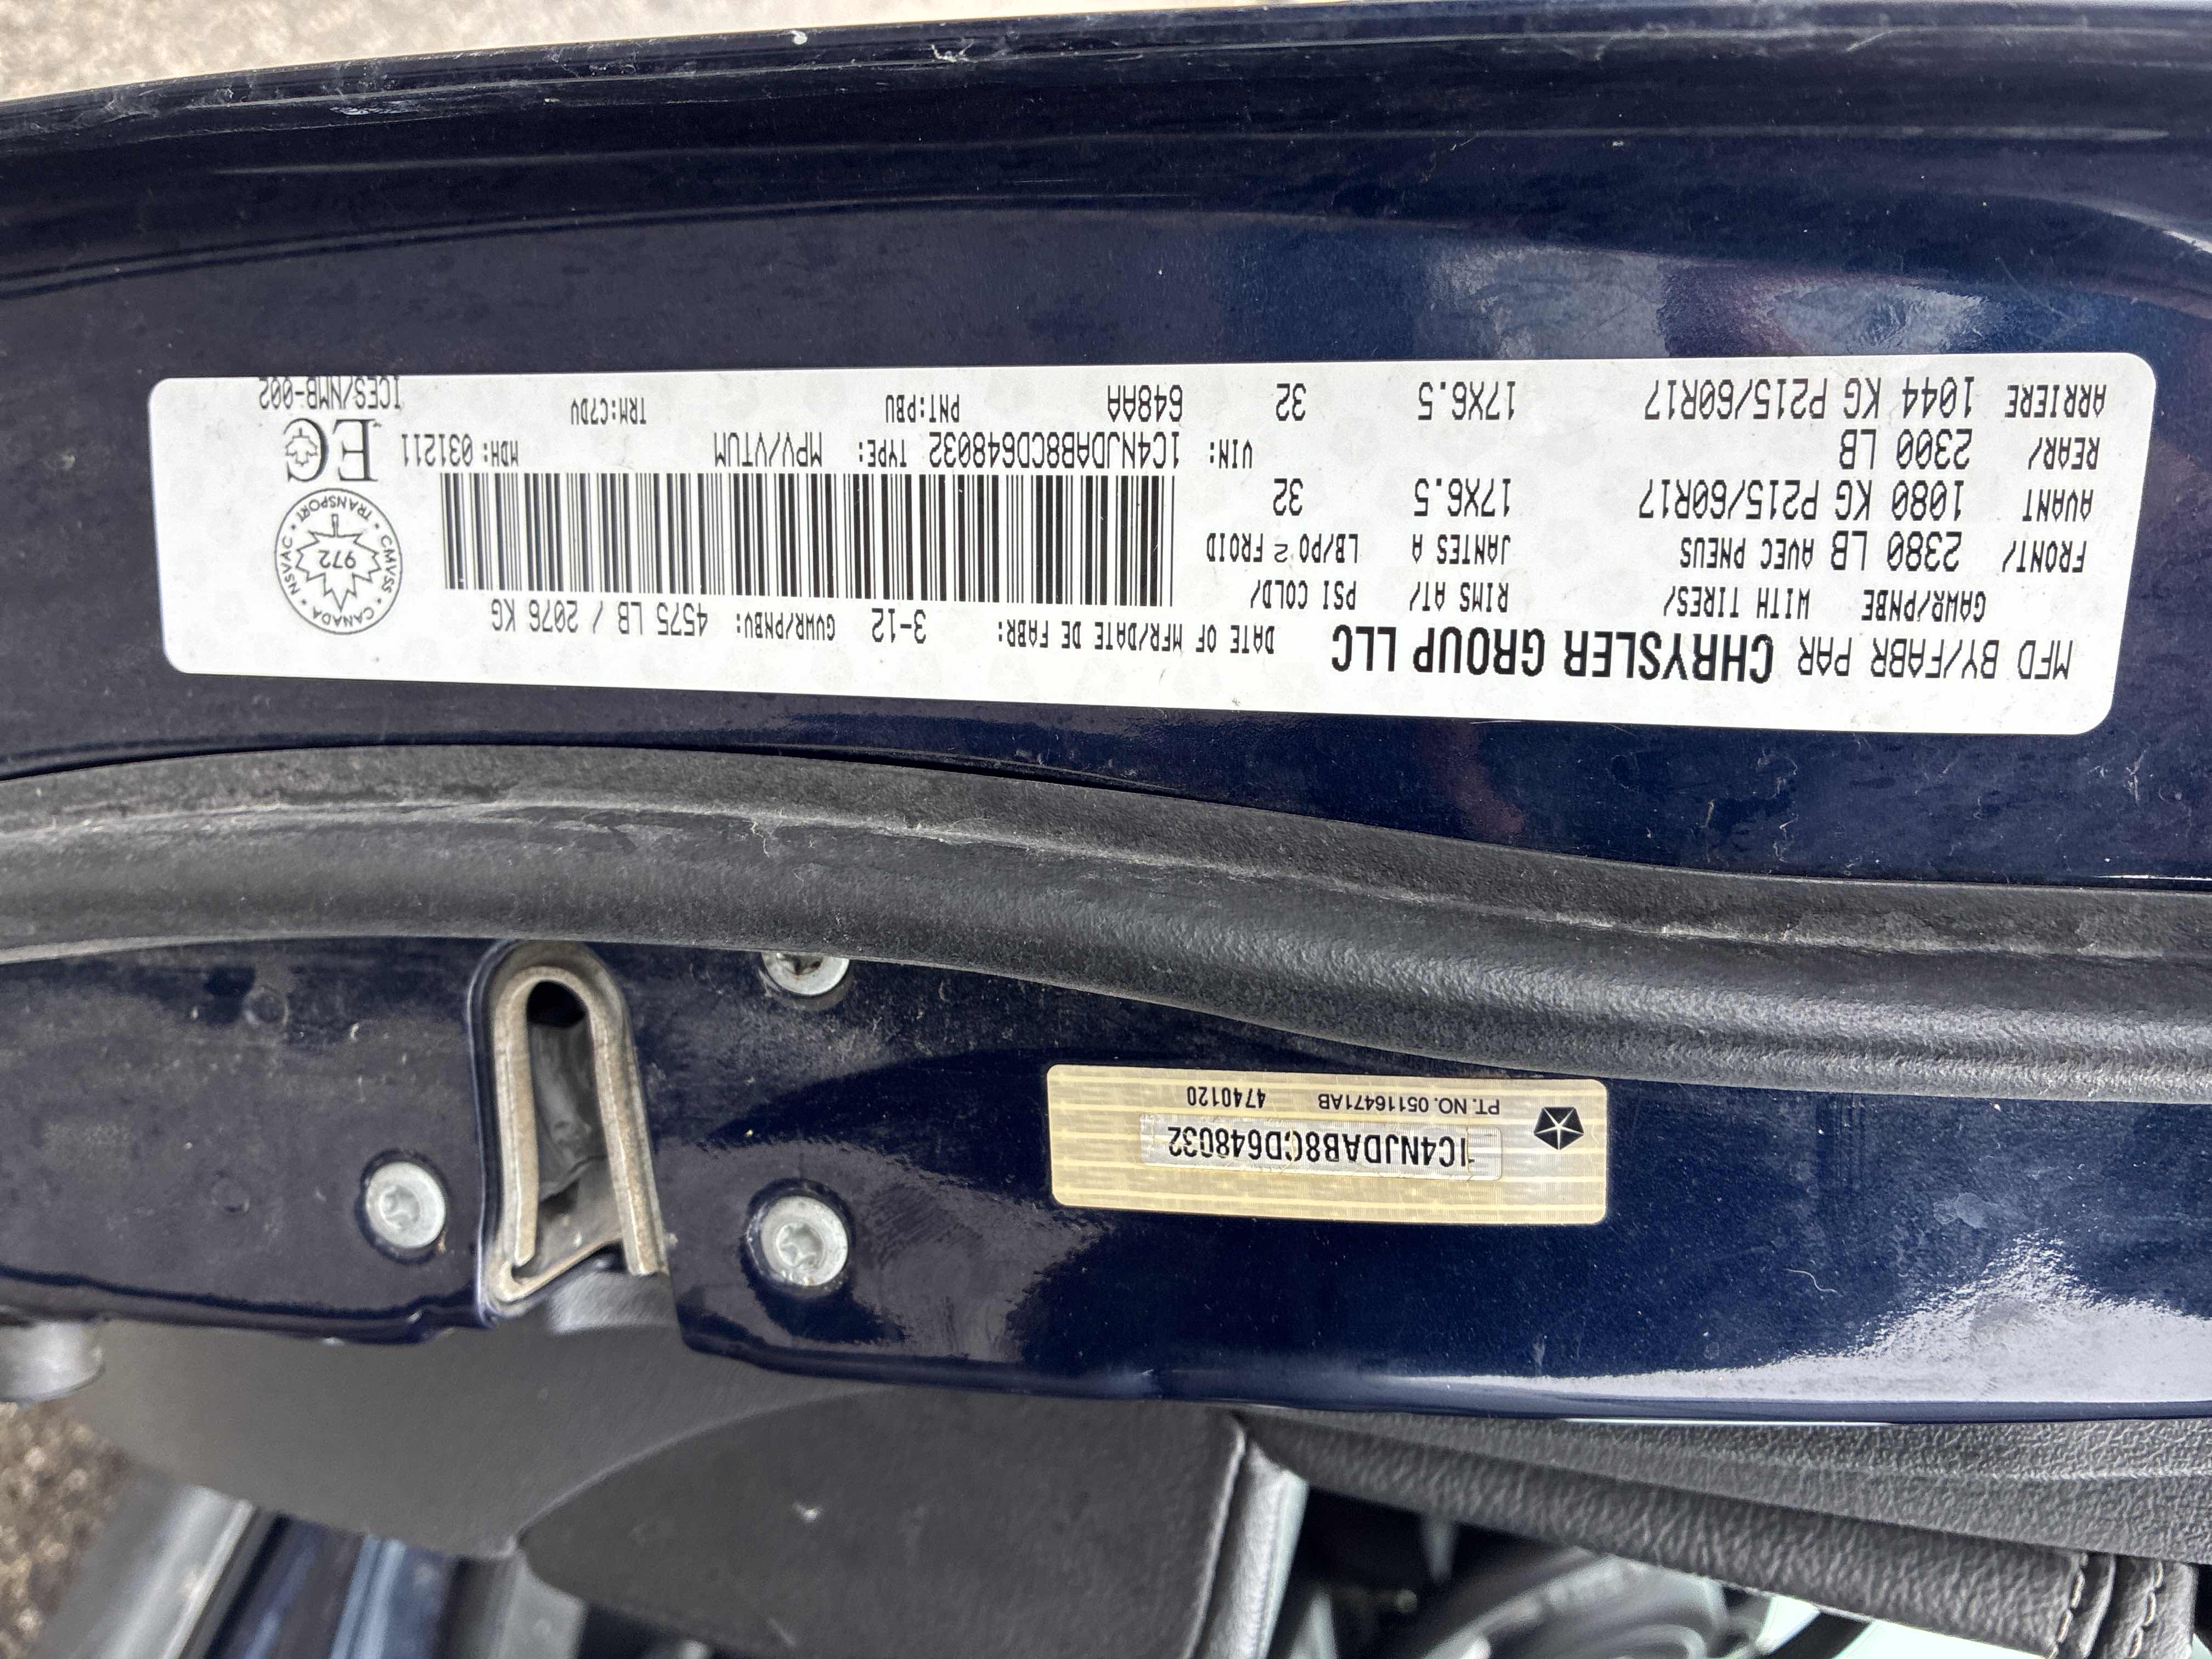 MFD BY/FABR PAR CHRYSLER GROUP LLC DATE OF MFR/DATE DE FABR: 3-12 GVWR/PNBV: 4575 LB / 2076 KG
GAWR/PNBE WITH TIRES/ RIMS AT/ PSI COLD/
FRONT/ 2380 LB AVEC PNEUS JANTES A LB/PO 2 FROID
AVANT 1080 KG P215/60R17 17X6.5 32
REAR/ 2300 LB VIN: 1C4NJDAB8CD648032 TYPE: MPV/VTUM MDH: 031211
ARRIERE 1044 KG P215/60R17 17X6.5 32 648AA PNT:PBU TRM:C7DV ICES/NMB-002
CANADA • TRANSPORT • NSVAC • CMVSS
972
EC
1C4NJDAB8CD648032
PT. NO. 05116471AB 4740120